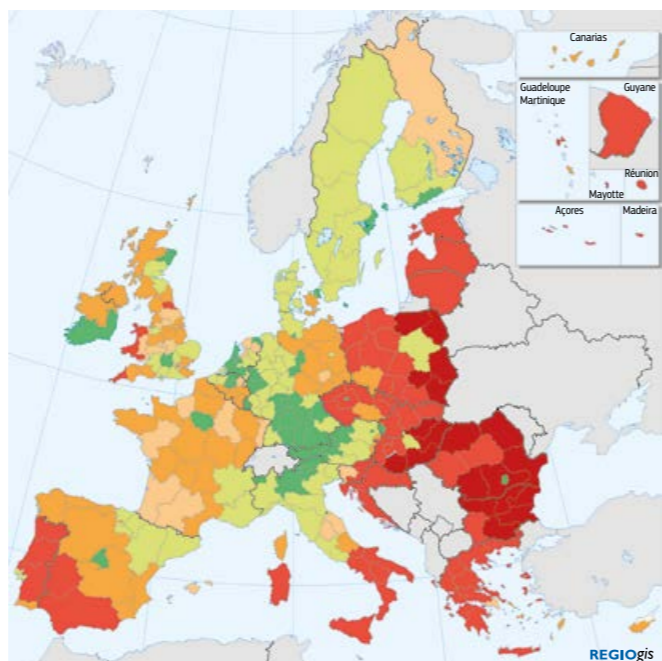 Canarias
Guadeloupe
Martinique
Guyane
Réunion
Mayotte
Açores
Madeira
REGIOgis